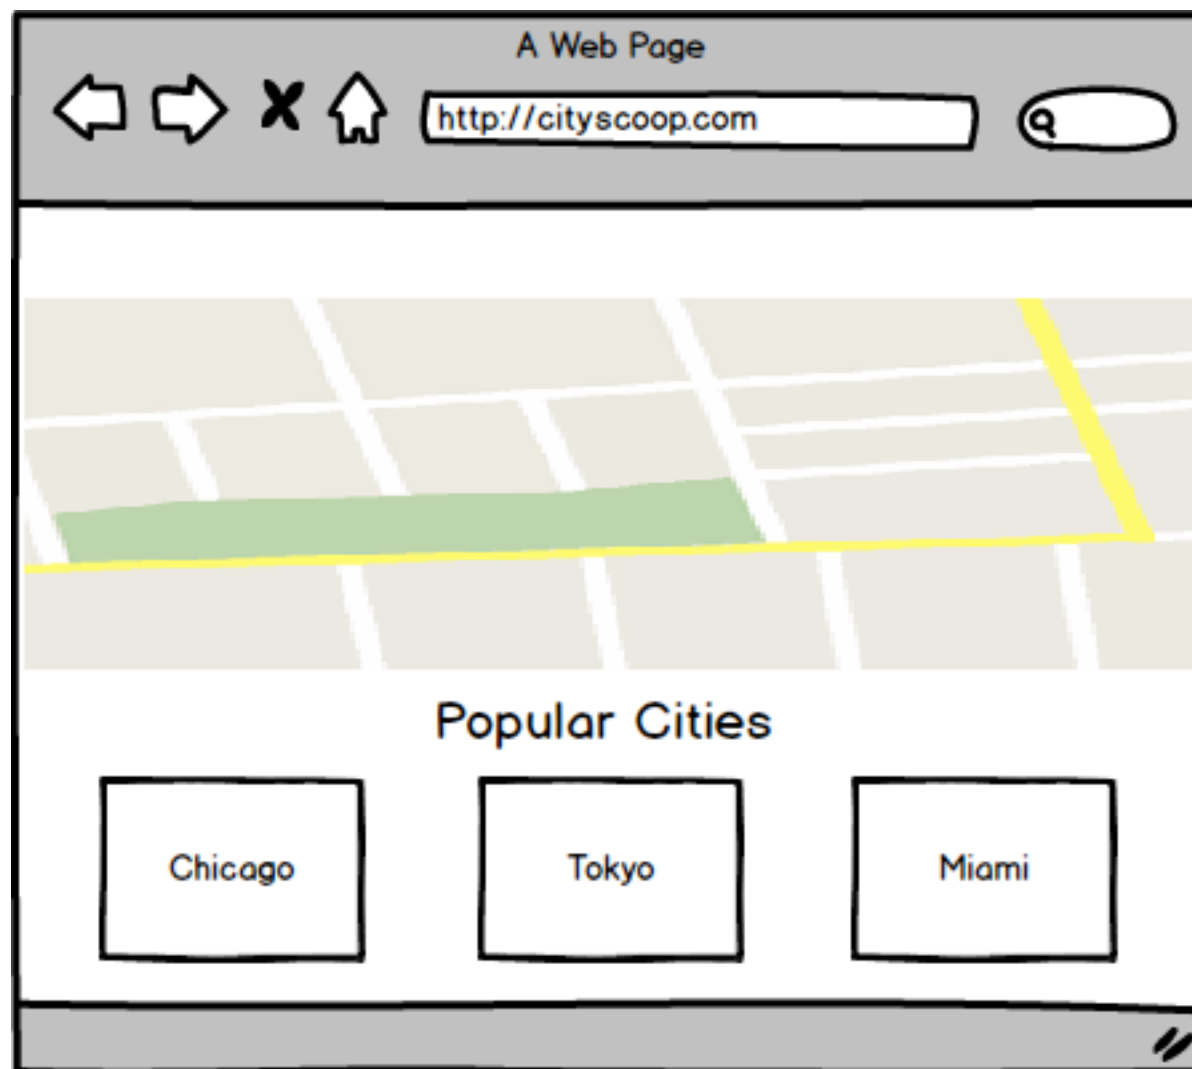 A Web Page
http://cityscoop.com
Popular Cities
Chicago
Tokyo
Miami